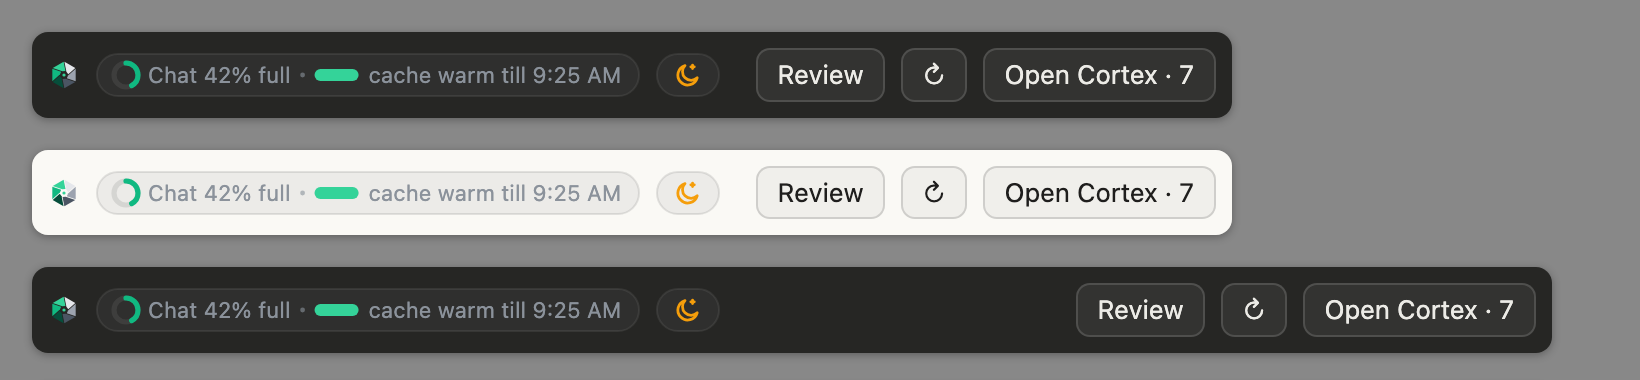 Chat 42% full • cache warm till 9:25 AM Review Open Cortex · 7
Chat 42% full • cache warm till 9:25 AM Review Open Cortex · 7
Chat 42% full • cache warm till 9:25 AM Review Open Cortex · 7